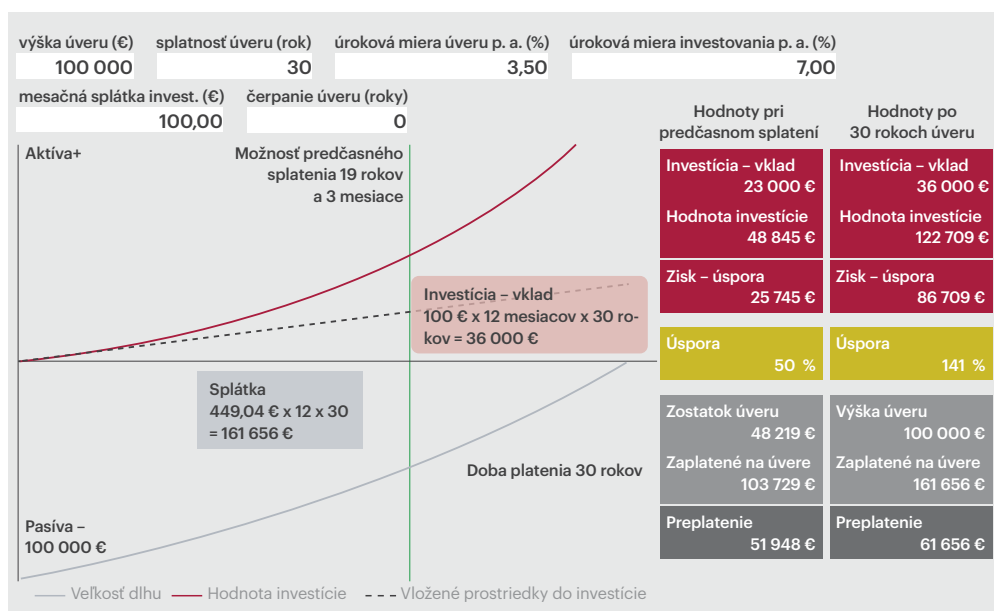 výška úveru (€)
100 000
splatnosť úveru (rok)
30
úroková miera úveru p. a. (%)
3,50
úroková miera investovania p. a. (%)
7,00
mesačná splátka invest. (€)
100,00
čerpanie úveru (roky)
0
Aktíva+
Možnosť predčasného
splatenia 19 rokov
a 3 mesiace
Investícia – vklad
100 € x 12 mesiacov x 30 ro-
kov = 36 000 €
Splátka
449,04 € x 12 x 30
= 161 656 €
Doba platenia 30 rokov
Pasíva –
100 000 €
Veľkosť dlhu
Hodnota investície
Vložené prostriedky do investície
Hodnoty pri
predčasnom splatení
Investícia – vklad
23 000 €
Hodnota investície
48 845 €
Zisk – úspora
25 745 €
Úspora
50 %
Zostatok úveru
48 219 €
Zaplatené na úvere
103 729 €
Preplatenie
51 948 €
Hodnoty po
30 rokoch úveru
Investícia – vklad
36 000 €
Hodnota investície
122 709 €
Zisk – úspora
86 709 €
Úspora
141 %
Výška úveru
100 000 €
Zaplatené na úvere
161 656 €
Preplatenie
61 656 €